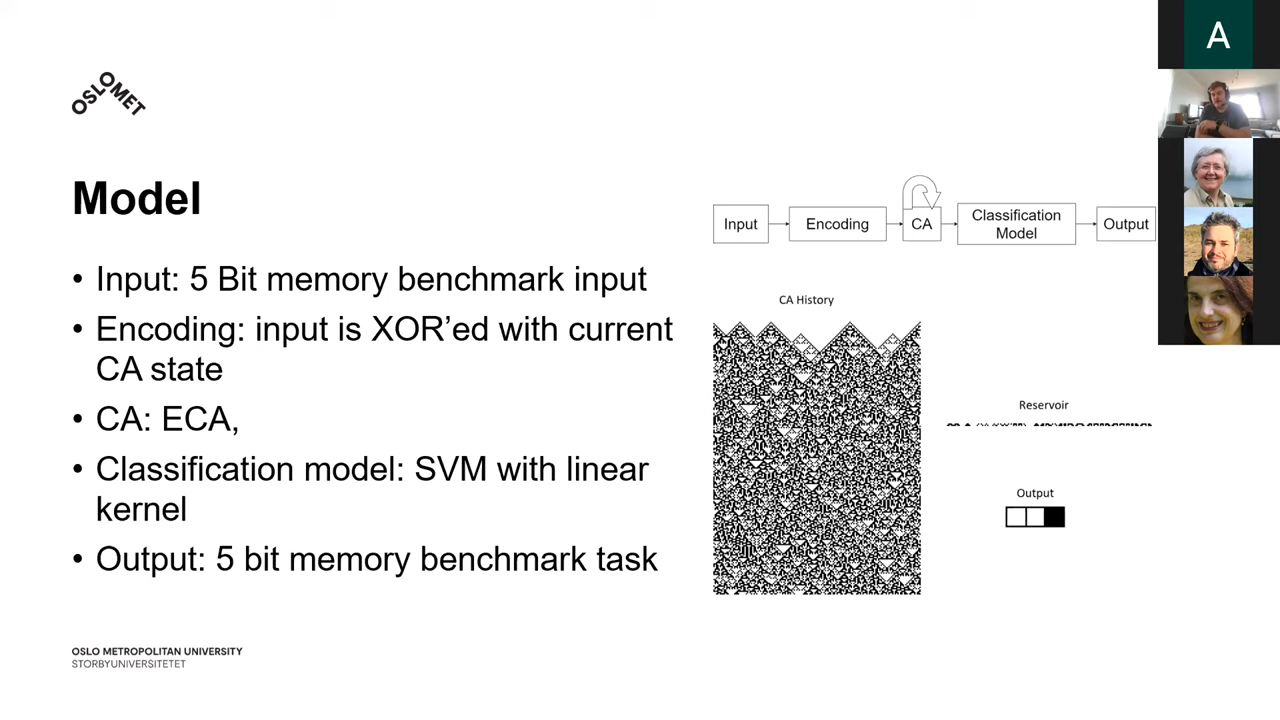 OSLOMET
Model
• Input: 5 Bit memory benchmark input
• Encoding: input is XOR’ed with current
CA state
• CA: ECA,
• Classification model: SVM with linear
kernel
• Output: 5 bit memory benchmark task
Input
Encoding
CA
Classification
Model
Output
CA History
Reservoir
Output
OSLO METROPOLITAN UNIVERSITY
STORBYUNIVERSITETET
A